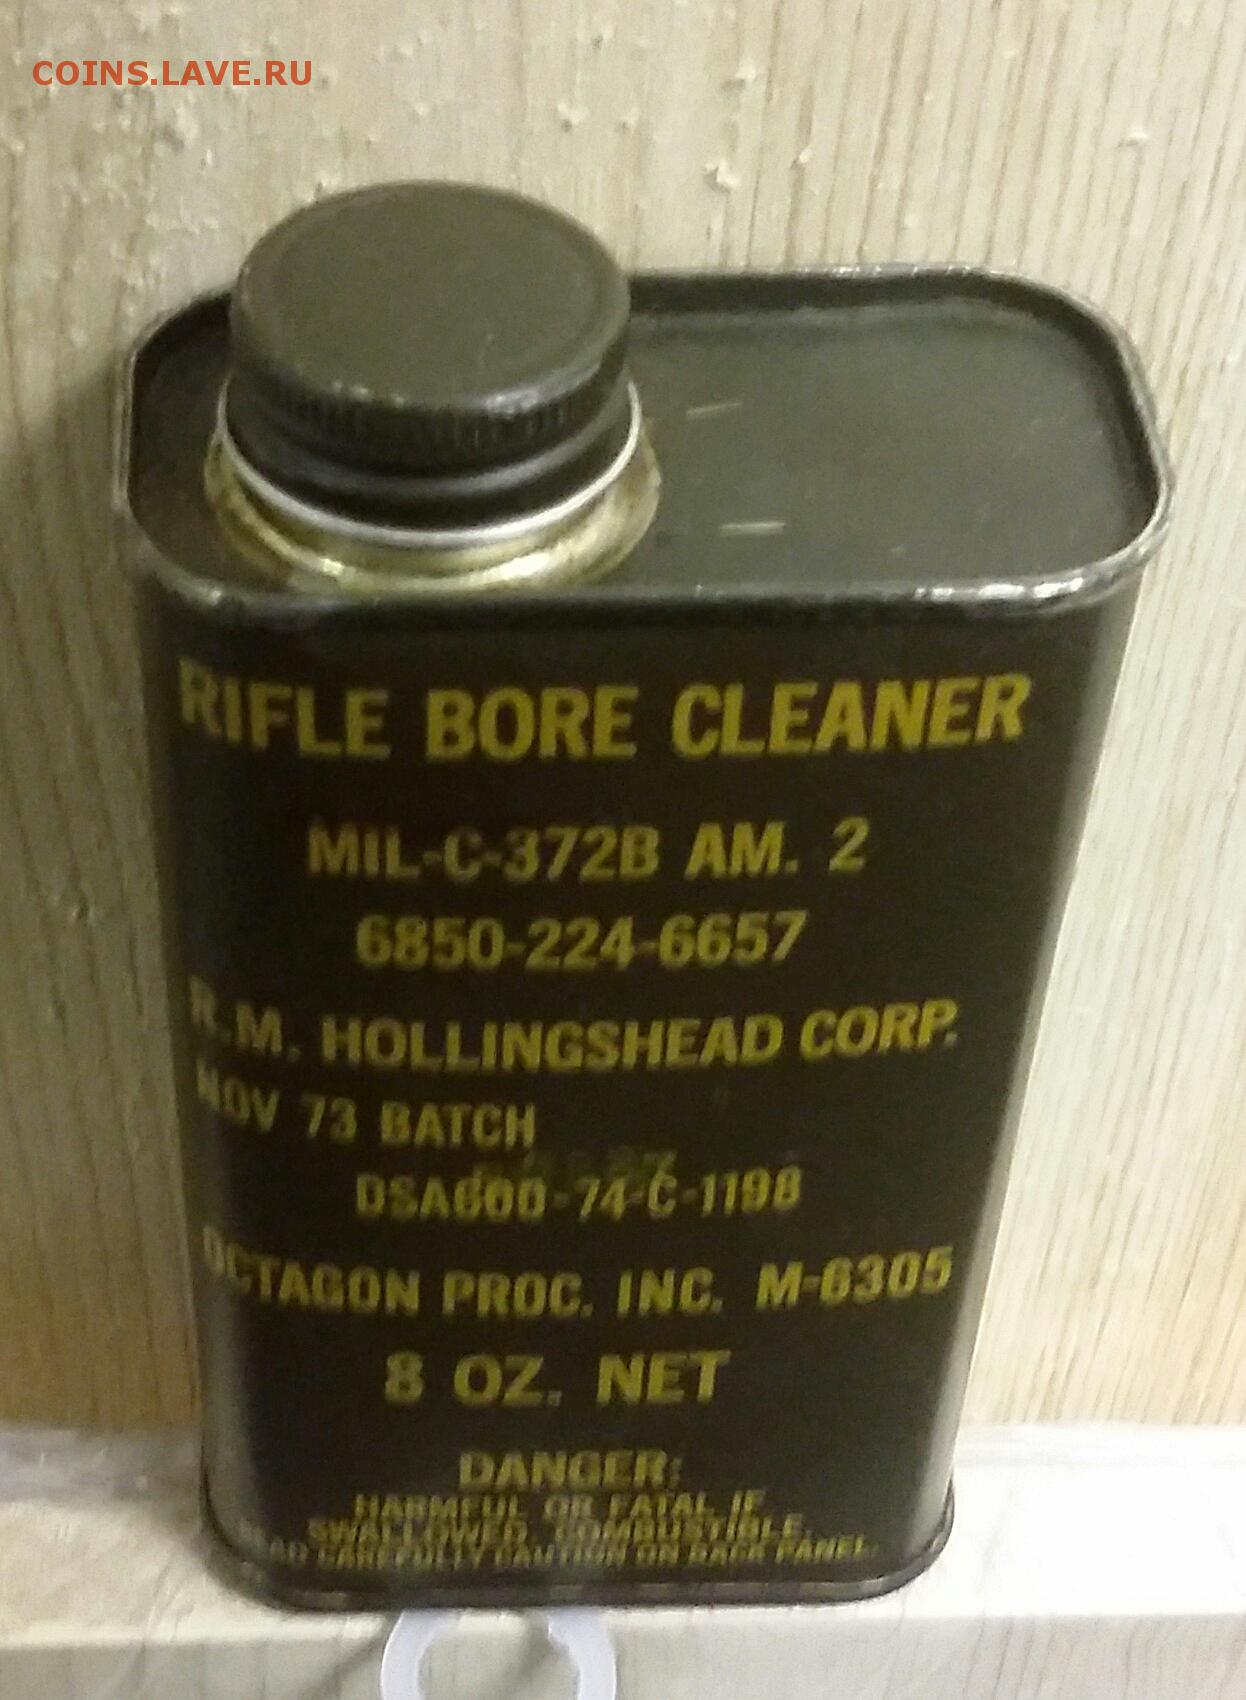 COINS.LAVE.RU
RIFLE BORE CLEANER
MIL-C-372B AM. 2
6850-224-6657
R.M. HOLLINGSHEAD CORP.
NOV 73 BATCH
DSA600-74-C-1198
OCTAGON PROC. INC. M-6305
8 OZ. NET
DANGER:
HARMFUL OR FATAL IF
SWALLOWED. COMBUSTIBLE.
READ CAREFULLY CAUTION ON BACK PANEL.